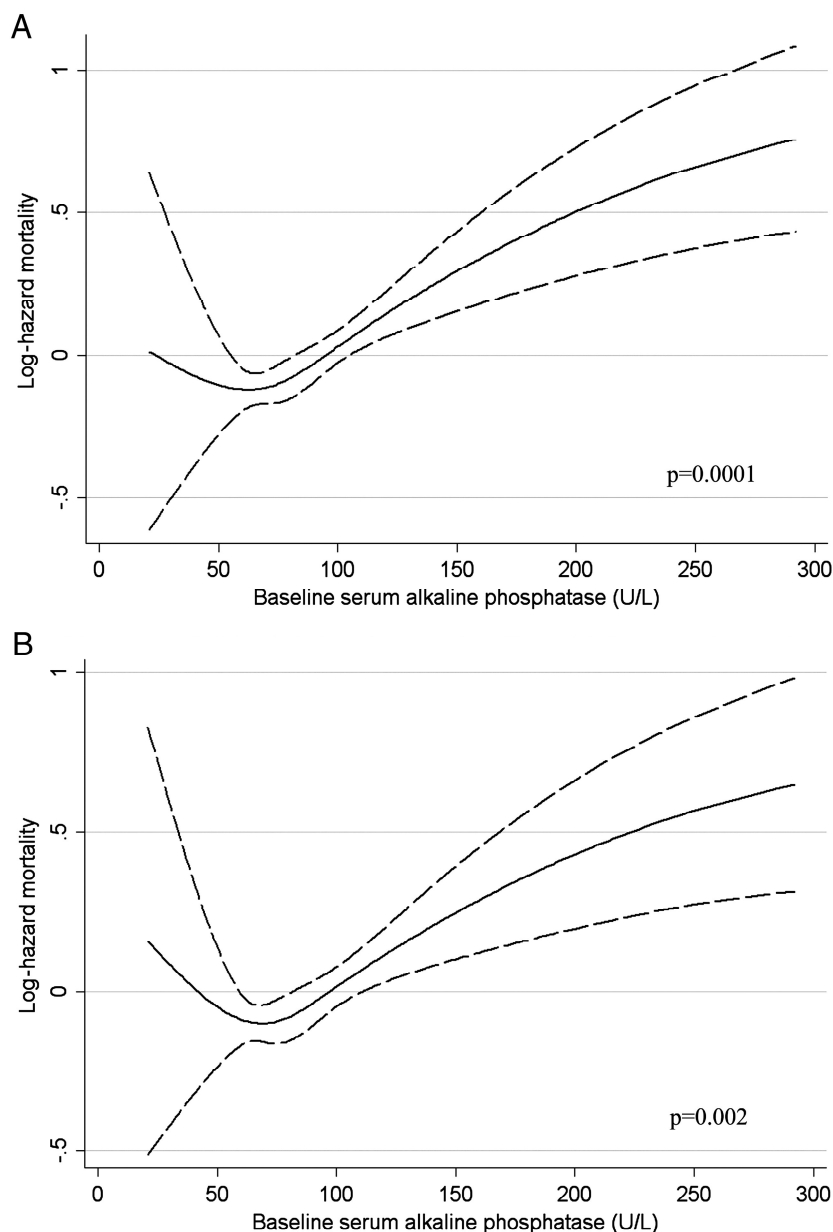 A
1
.5
0
-.5
Log-hazard mortality
p=0.0001
0 50 100 150 200 250 300
Baseline serum alkaline phosphatase (U/L)
B
1
.5
0
-.5
Log-hazard mortality
p=0.002
0 50 100 150 200 250 300
Baseline serum alkaline phosphatase (U/L)